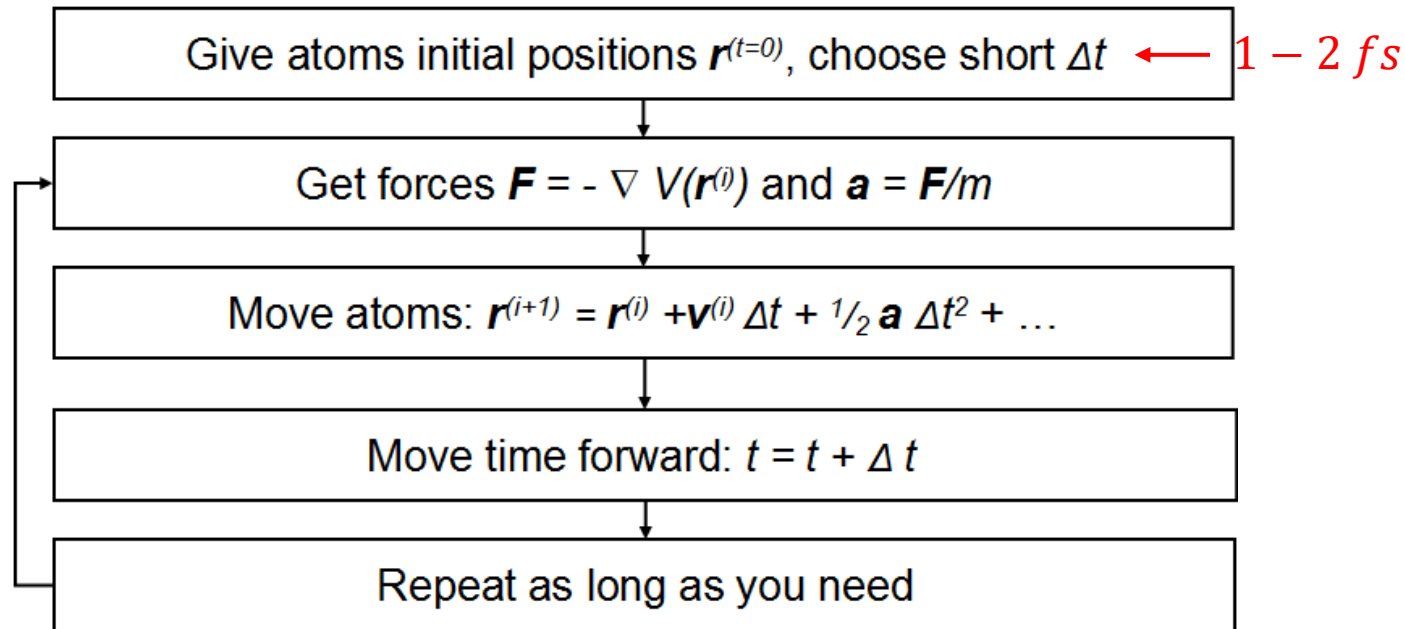 Give atoms initial positions r⁽ᵗ⁼⁰⁾, choose short Δt ← 1 − 2 fs
Get forces F = - ∇ V(r⁽ⁱ⁾) and a = F/m
Move atoms: r⁽ⁱ⁺¹⁾ = r⁽ⁱ⁾ +v⁽ⁱ⁾ Δt + ¹/₂ a Δt² + …
Move time forward: t = t + Δ t
Repeat as long as you need